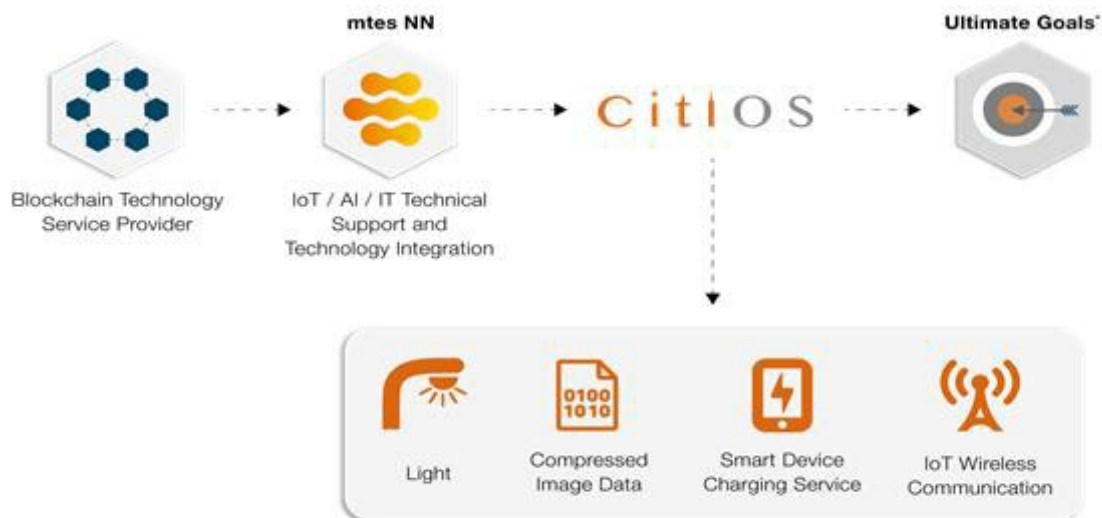 mtes NN
Ultimate Goals*
CitiOS
Blockchain Technology
Service Provider
IoT / AI / IT Technical
Support and
Technology Integration
0100
1010
Light
Compressed
Image Data
Smart Device
Charging Service
IoT Wireless
Communication